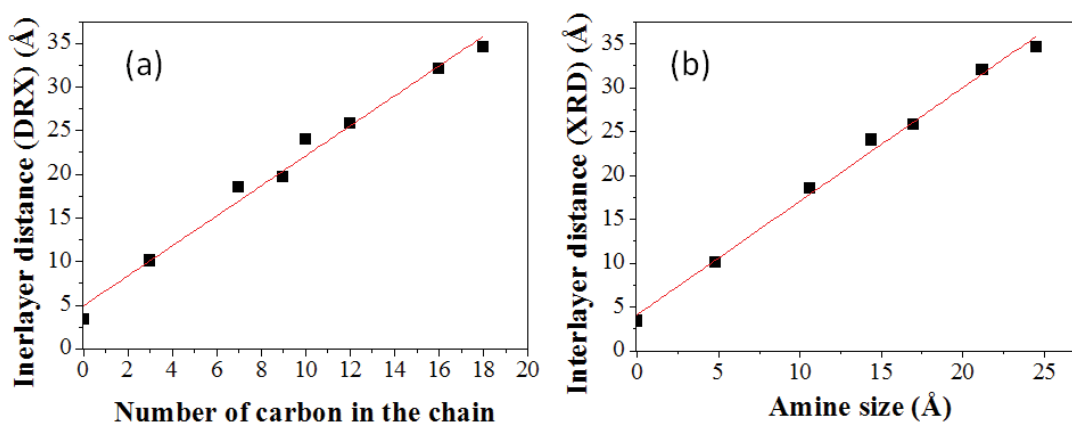 (a)
Inerlayer distance (DRX) (Å)
35
30
25
20
15
10
5
0
0 2 4 6 8 10 12 14 16 18 20
Number of carbon in the chain
(b)
Interlayer distance (XRD) (Å)
35
30
25
20
15
10
5
0
0 5 10 15 20 25
Amine size (Å)